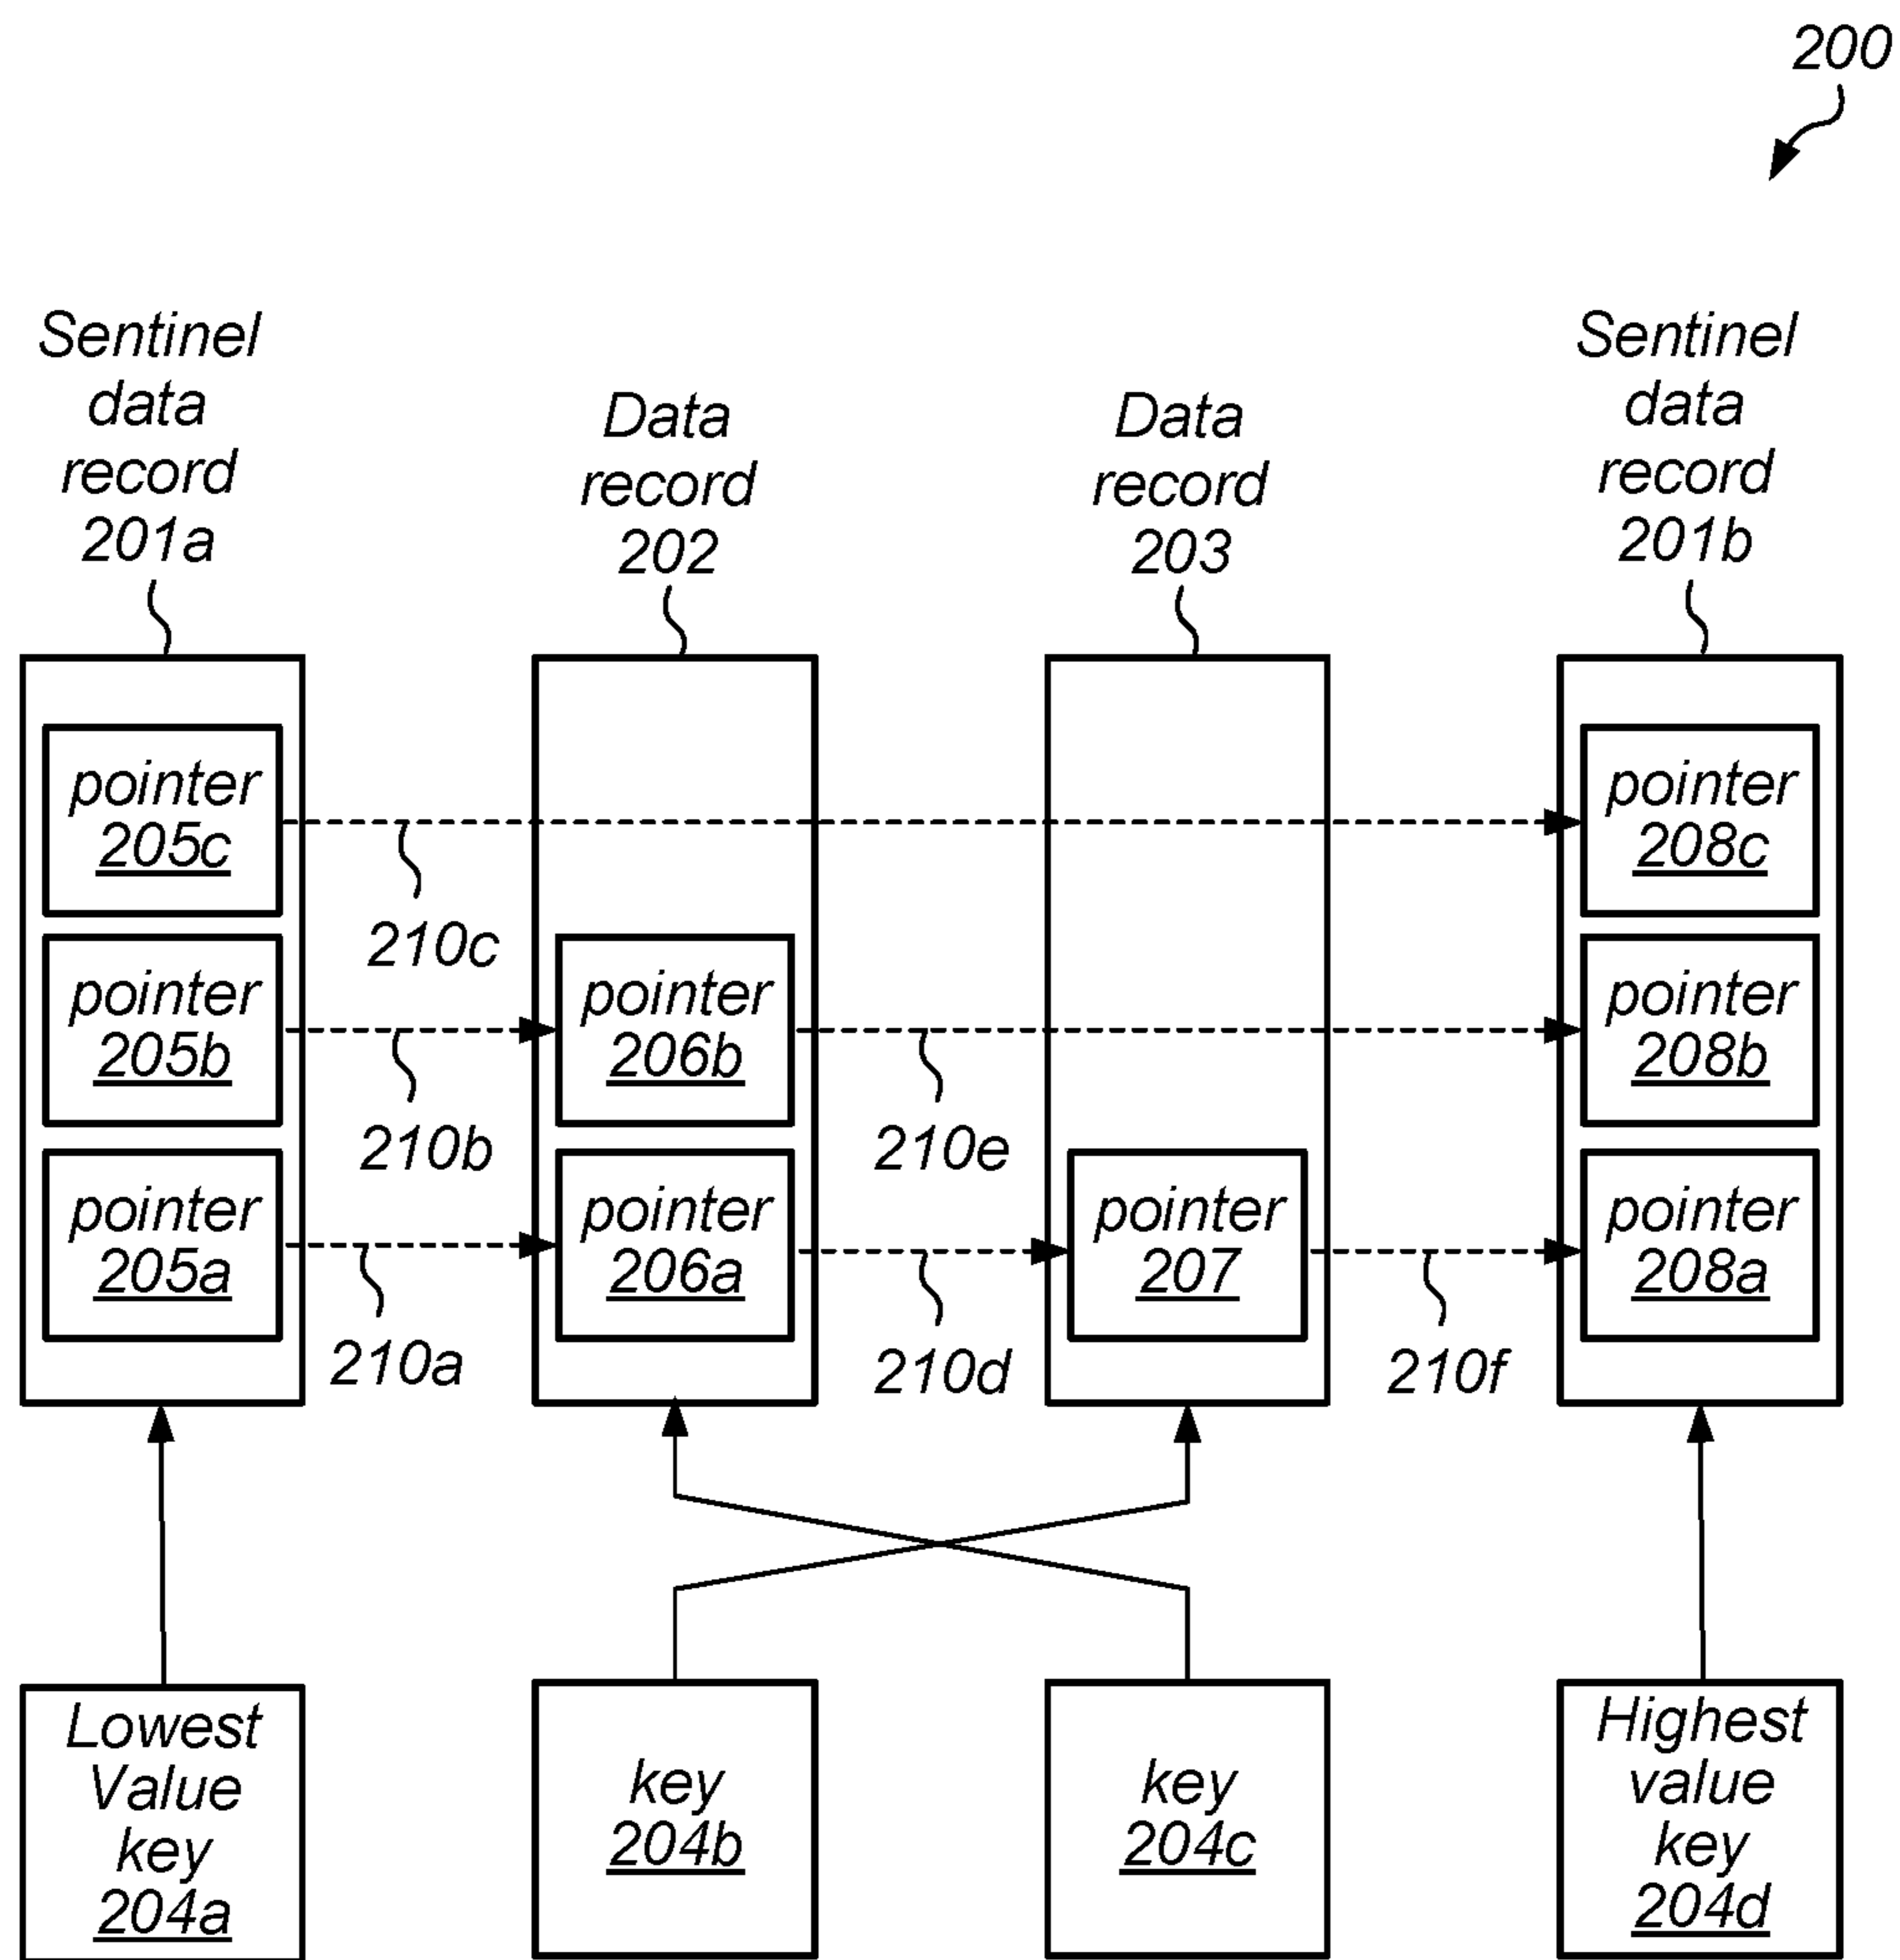 200
Sentinel
data
record
201a
Data
record
202
Data
record
203
Sentinel
data
record
201b
pointer
205c
210c
pointer
208c
pointer
205b
210b
pointer
206b
210e
pointer
208b
pointer
205a
210a
pointer
206a
210d
pointer
207
210f
pointer
208a
Lowest
Value
key
204a
key
204b
key
204c
Highest
value
key
204d